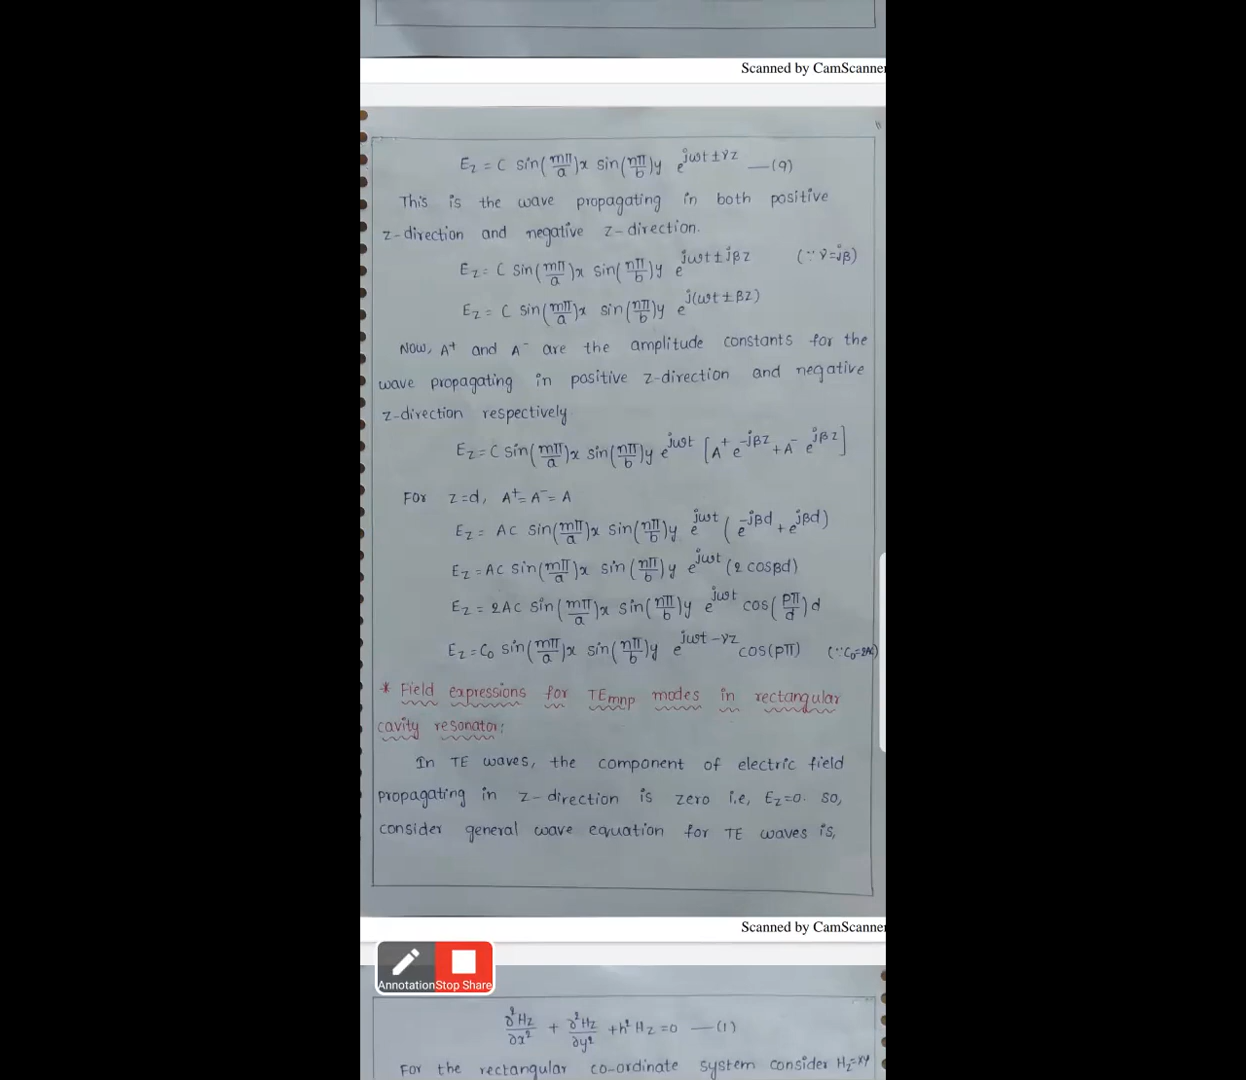 Scanned by CamScanner
Ez = C sin(mπ/a)x sin(nπ/b)y e^jωt±γz —(9)
This is the wave propagating in both positive
z-direction and negative z-direction.
Ez = C sin(mπ/a)x sin(nπ/b)y e^jωt±jβz (∵ γ=jβ)
Ez = C sin(mπ/a)x sin(nπ/b)y e^j(ωt±βz)
Now, A⁺ and A⁻ are the amplitude constants for the
wave propagating in positive z-direction and negative
z-direction respectively.
Ez = C sin(mπ/a)x sin(nπ/b)y e^jωt [A⁺ e^-jβz + A⁻ e^jβz]
For z=d, A⁺=A⁻=A
Ez = AC sin(mπ/a)x sin(nπ/b)y e^jωt (e^-jβd + e^jβd)
Ez = AC sin(mπ/a)x sin(nπ/b)y e^jωt (2 cosβd)
Ez = 2AC sin(mπ/a)x sin(nπ/b)y e^jωt cos(pπ/d)d
Ez = C₀ sin(mπ/a)x sin(nπ/b)y e^jωt-γz cos(pπ) (∵ C₀=2AC)
* Field expressions for TEmnp modes in rectangular
cavity resonator:
In TE waves, the component of electric field
propagating in z-direction is zero i.e, Ez=0. so,
consider general wave equation for TE waves is,
Scanned by CamScanner
Annotation Stop Share
∂²Hz/∂x² + ∂²Hz/∂y² + h² Hz = 0 —(1)
For the rectangular co-ordinate system consider Hz=xy